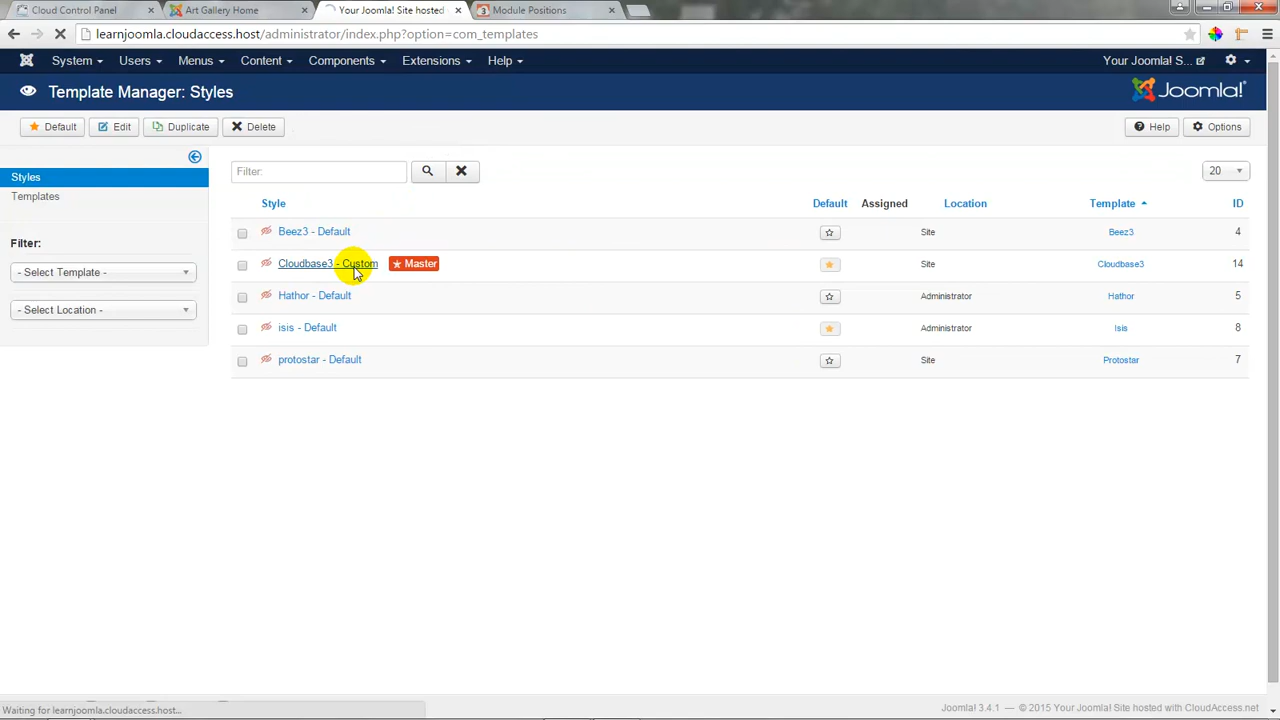 Cloud Control Panel
Art Gallery Home
Your Joomla! Site hosted
Module Positions
learnjoomla.cloudaccess.host/administrator/index.php?option=com_templates
System Users Menus Content Components Extensions Help Your Joomla! S...
Template Manager: Styles Joomla!
Default Edit Duplicate Delete Help Options
Styles
Templates
Filter:
- Select Template -
- Select Location -
Filter: 20
Style Default Assigned Location Template ID
Beez3 - Default Site Beez3 4
Cloudbase3 - Custom Master Site Cloudbase3 14
Hathor - Default Administrator Hathor 5
isis - Default Administrator Isis 8
protostar - Default Site Protostar 7
Waiting for learnjoomla.cloudaccess.host...
Joomla! 3.4.1 — © 2015 Your Joomla! Site hosted with CloudAccess.net